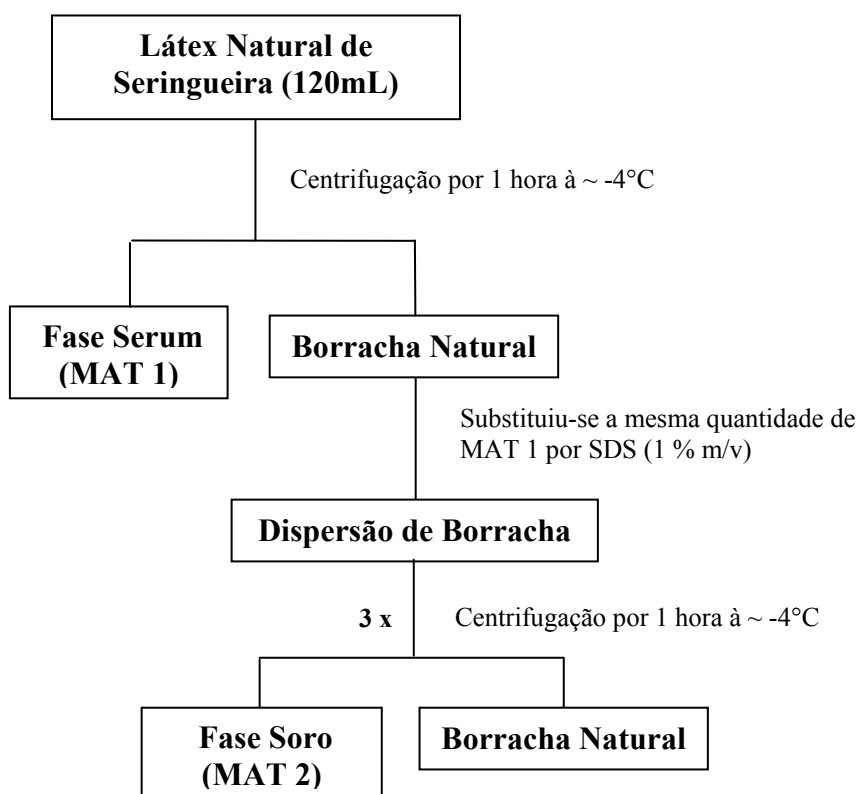 Látex Natural de
Seringueira (120mL)
Centrifugação por 1 hora à ~ -4°C
Fase Serum
(MAT 1)
Borracha Natural
Substituiu-se a mesma quantidade de
MAT 1 por SDS (1 % m/v)
Dispersão de Borracha
3 x
Centrifugação por 1 hora à ~ -4°C
Fase Soro
(MAT 2)
Borracha Natural